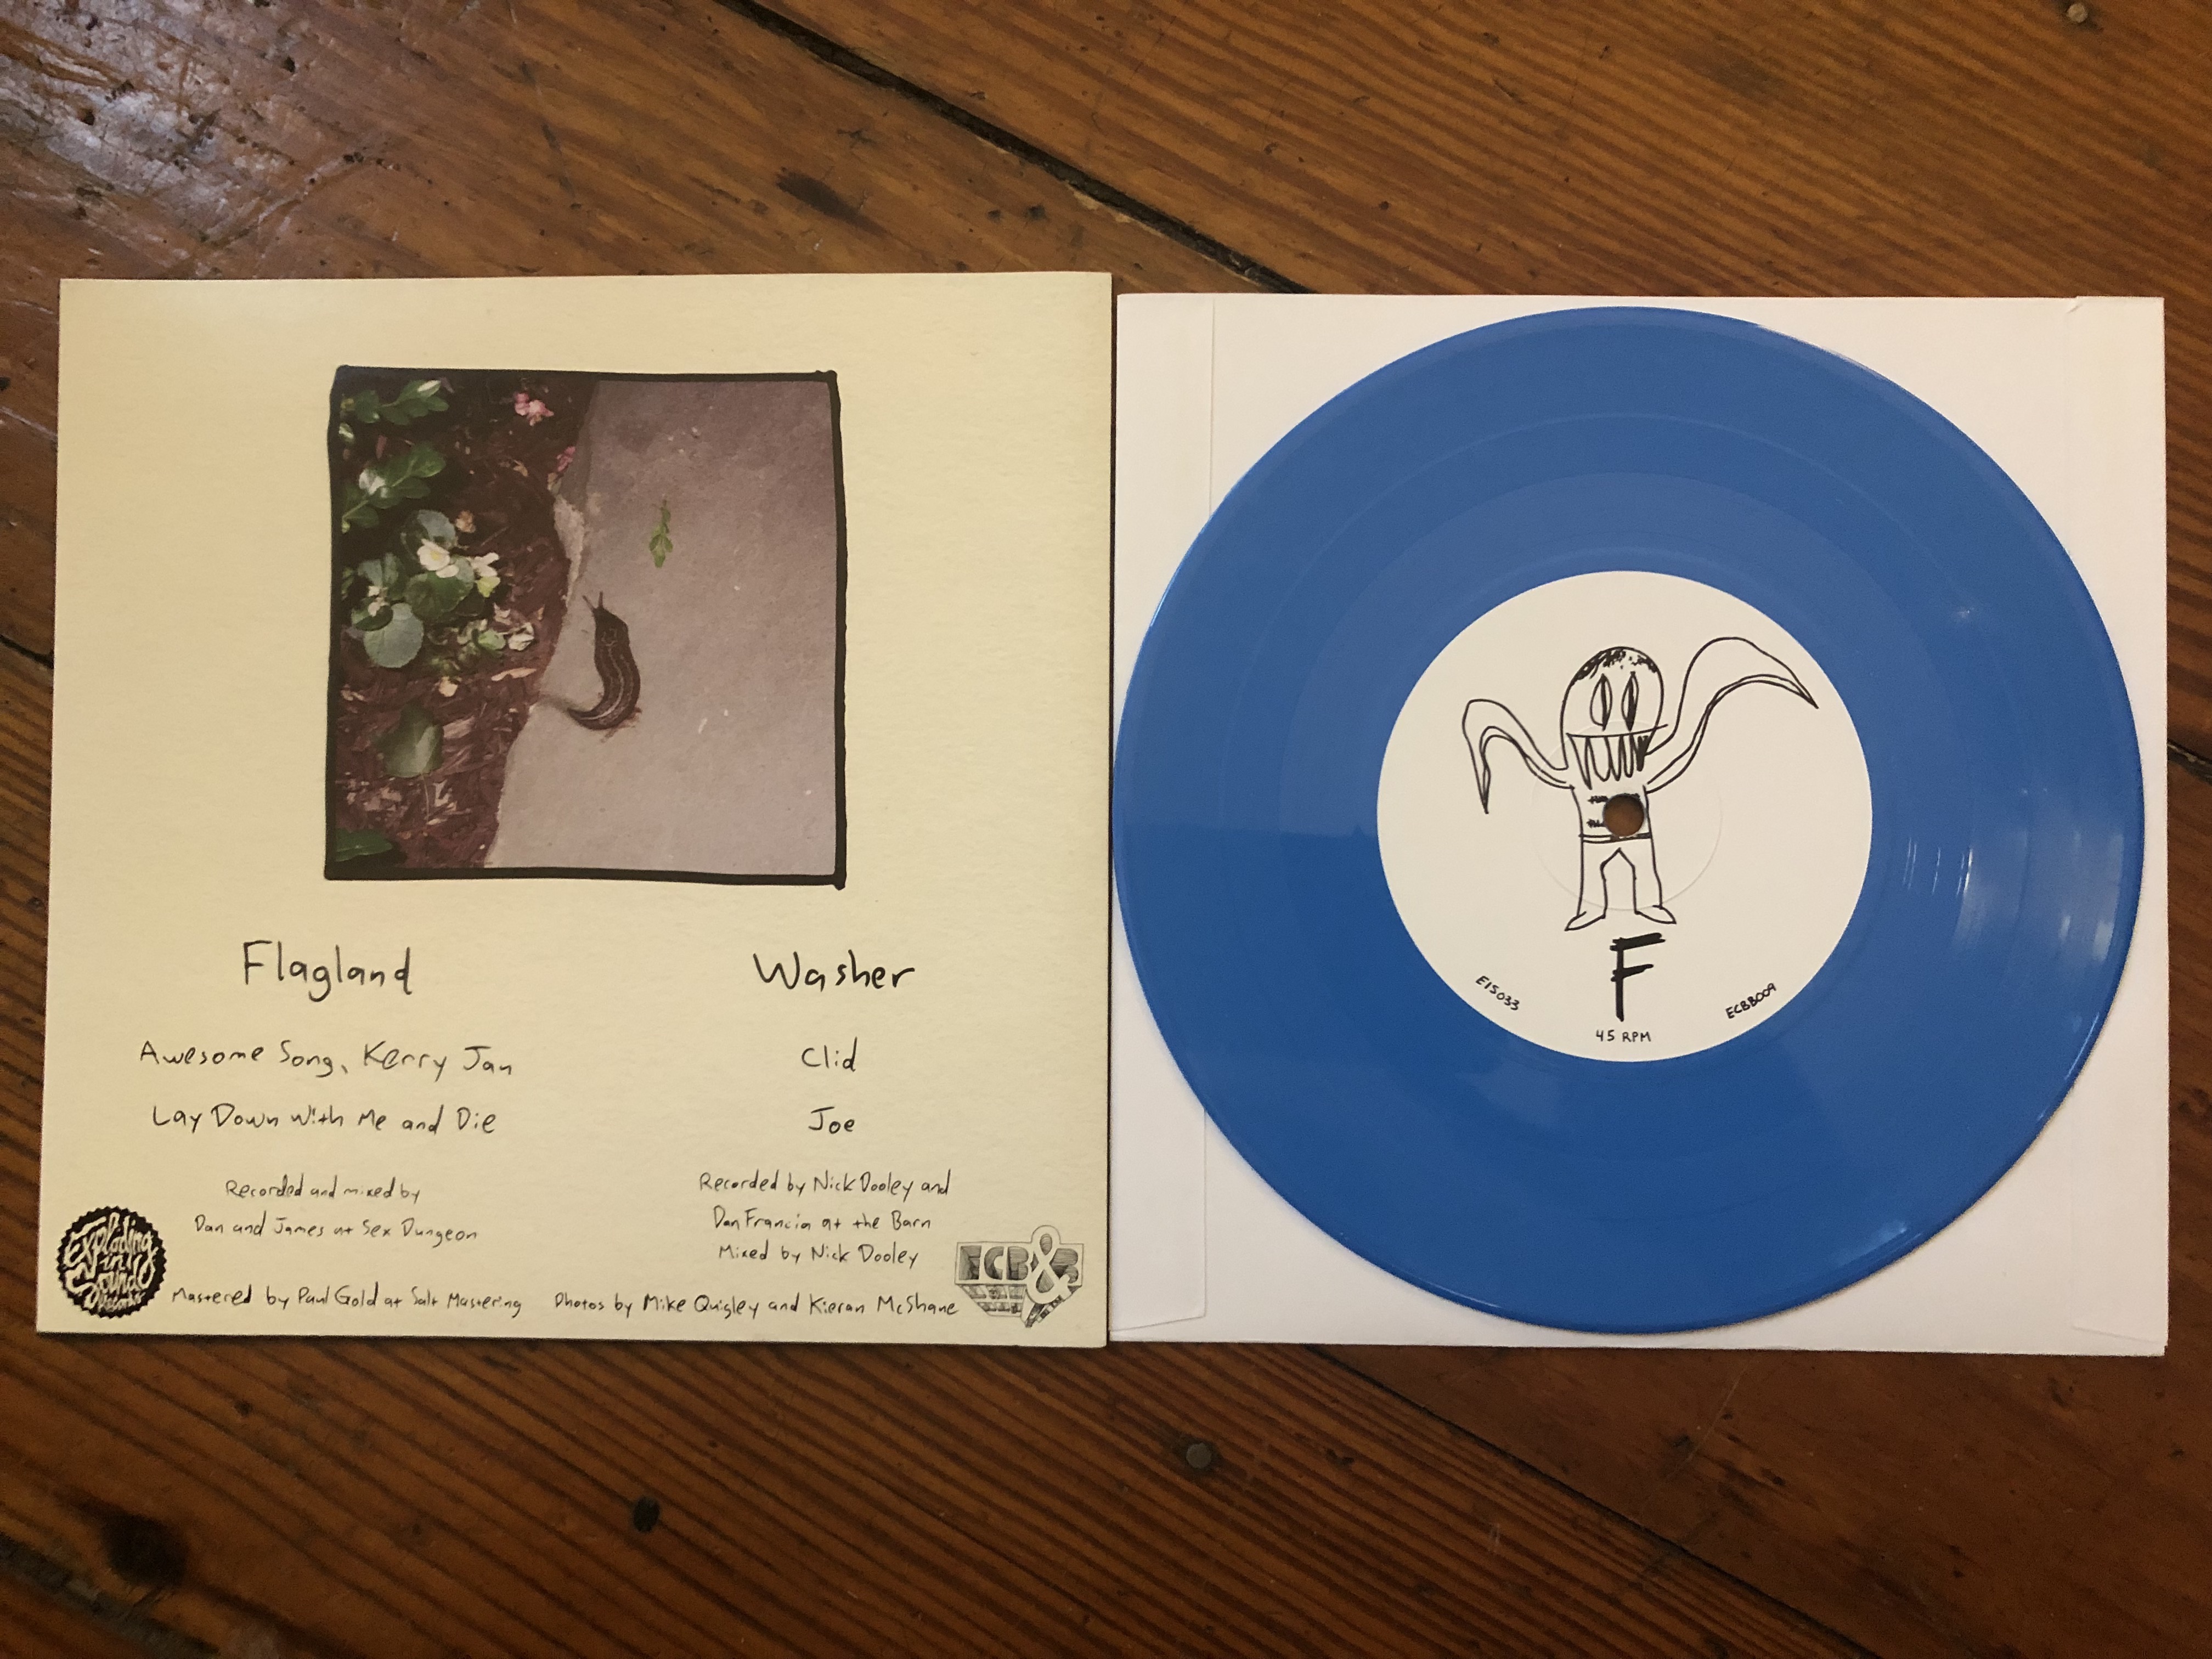 Flagland
Awesome Song, Kerry Jan
Lay Down With Me and Die
Recorded and mixed by
Dan and James at Sex Dungeon
Washer
Clid
Joe
Recorded by Nick Dooley and
Dan Francia at the Barn
Mixed by Nick Dooley
Exploding
in
Sound
Mastered by Paul Gold at Salt Mastering
Photos by Mike Quigley and Kieran McShane
ECB&B
F
EIS033
45 RPM
ECBB009